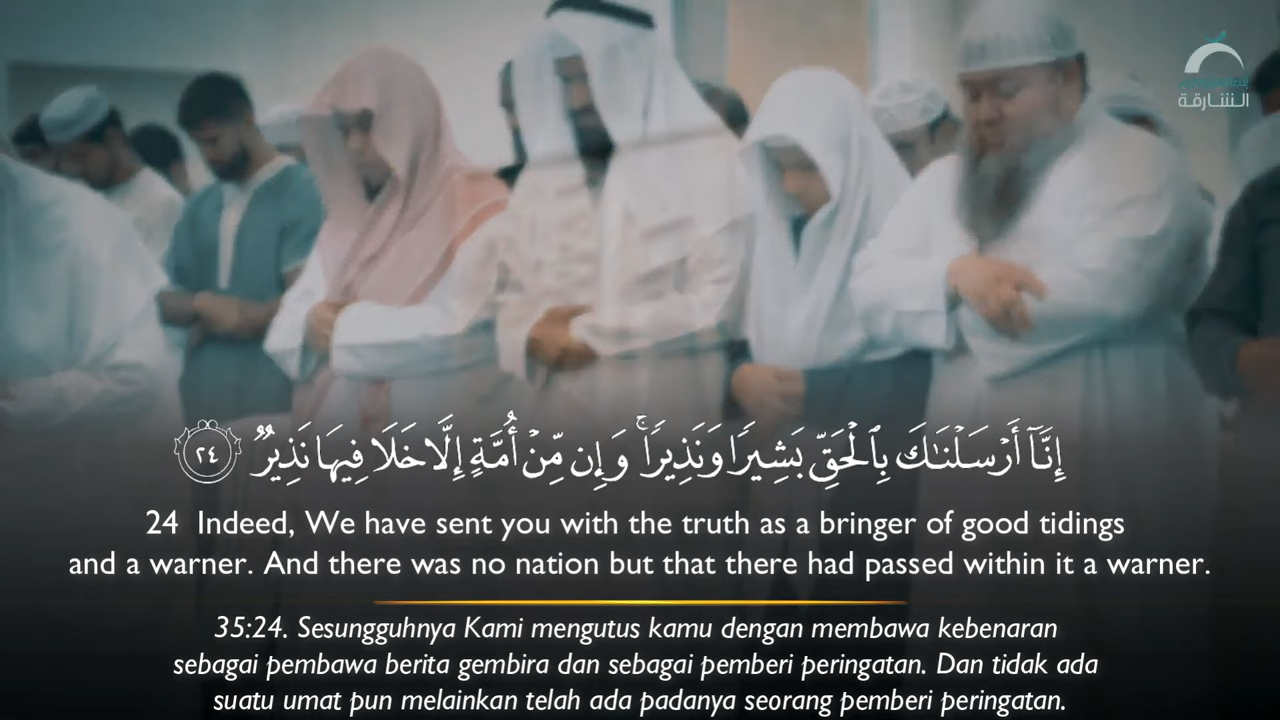 الشارقة
إِنَّآ أَرْسَلْنَٰكَ بِٱلْحَقِّ بَشِيرًا وَنَذِيرًا ۚ وَإِن مِّنْ أُمَّةٍ إِلَّا خَلَا فِيهَا نَذِيرٌ ٢٤
24 Indeed, We have sent you with the truth as a bringer of good tidings
and a warner. And there was no nation but that there had passed within it a warner.
35:24. Sesungguhnya Kami mengutus kamu dengan membawa kebenaran
sebagai pembawa berita gembira dan sebagai pemberi peringatan. Dan tidak ada
suatu umat pun melainkan telah ada padanya seorang pemberi peringatan.